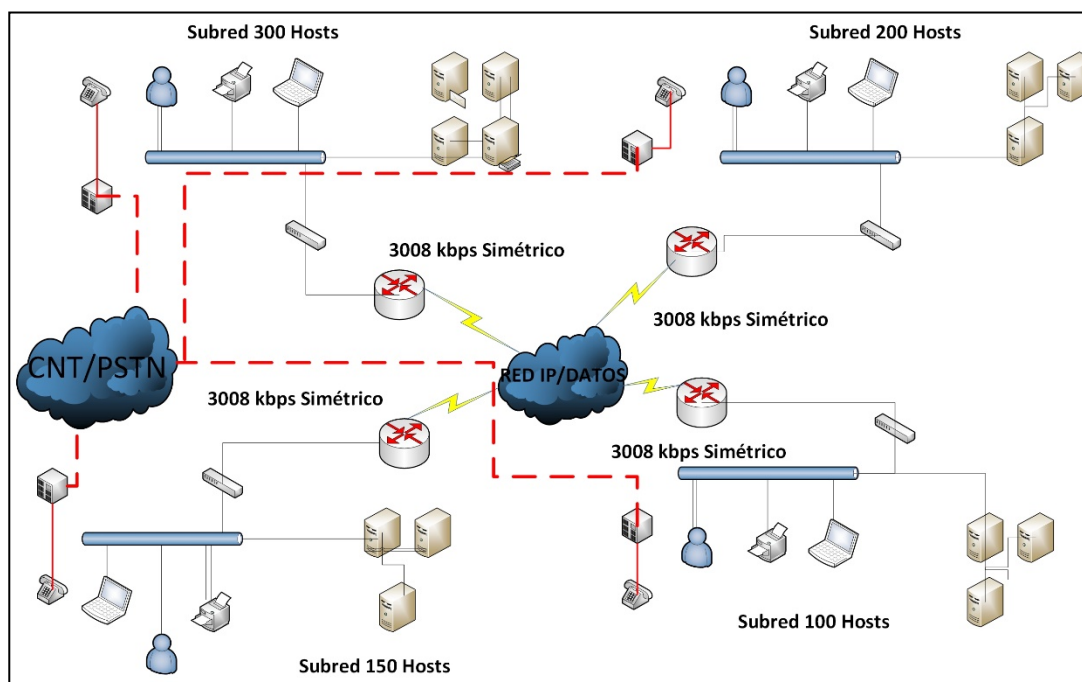 Subred 300 Hosts
Subred 200 Hosts
3008 kbps Simétrico
3008 kbps Simétrico
CNT/PSTN
RED IP/DATOS
3008 kbps Simétrico
3008 kbps Simétrico
Subred 100 Hosts
Subred 150 Hosts